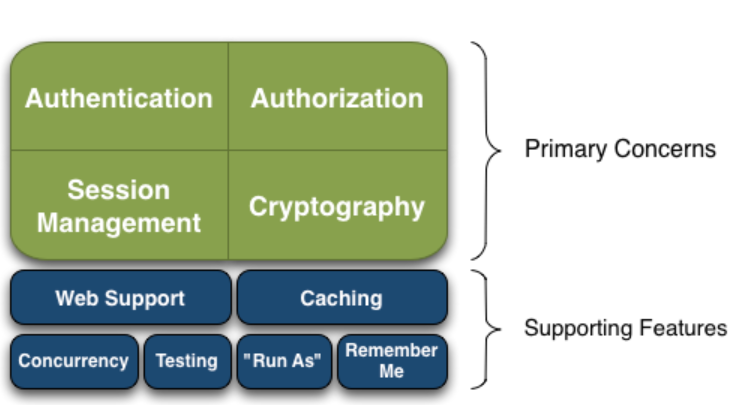 Authentication
Authorization
Primary Concerns
Session
Management
Cryptography
Web Support
Caching
Supporting Features
Concurrency
Testing
"Run As"
Remember
Me